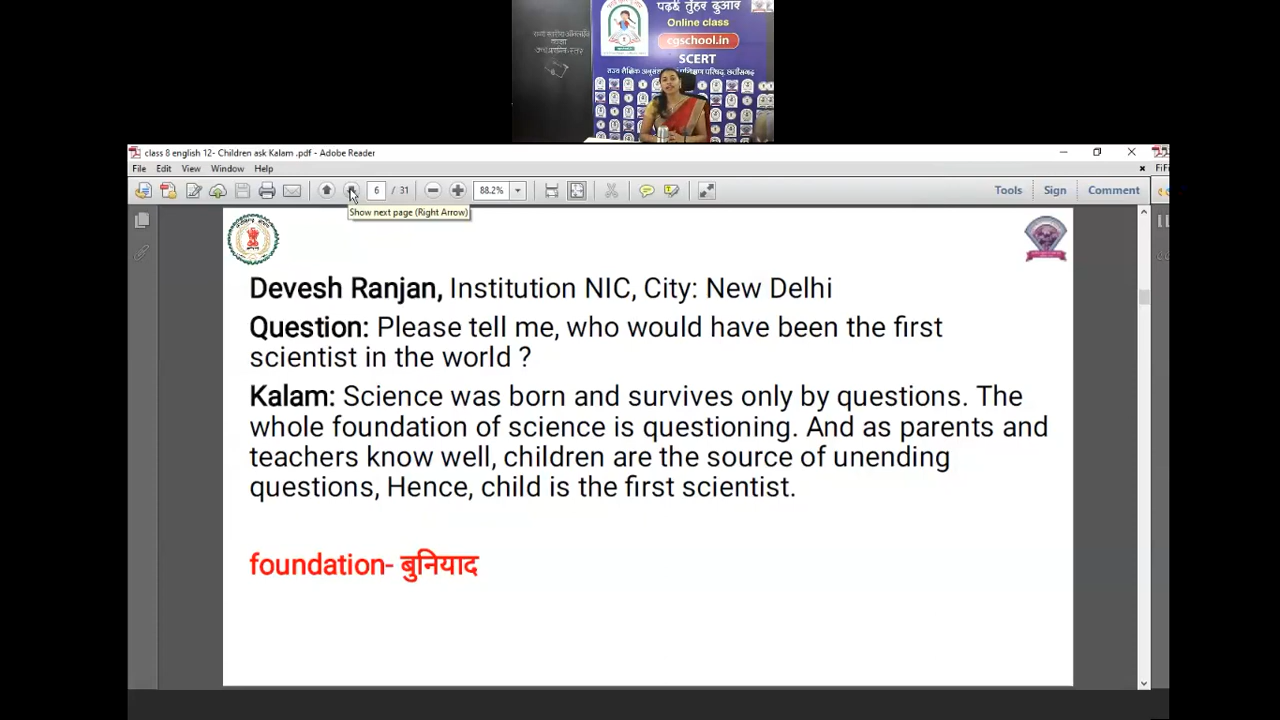 पढ़ई तुंहर दुआर
Online class
cgschool.in
SCERT
class 8 english 12- Children ask Kalam .pdf - Adobe Reader
File Edit View Window Help
6 / 31 88.2% Tools Sign Comment
Show next page (Right Arrow)
Devesh Ranjan, Institution NIC, City: New Delhi
Question: Please tell me, who would have been the first
scientist in the world ?
Kalam: Science was born and survives only by questions. The
whole foundation of science is questioning. And as parents and
teachers know well, children are the source of unending
questions, Hence, child is the first scientist.
foundation- बुनियाद